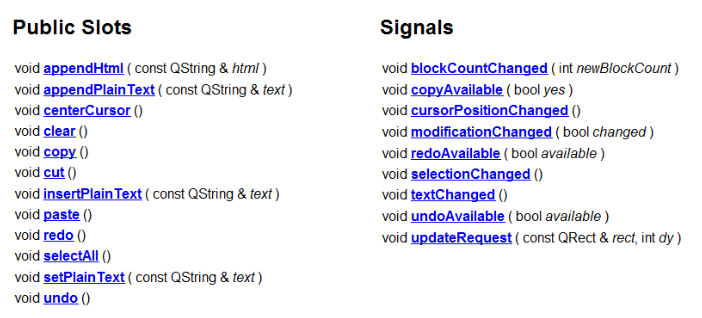 Public Slots
void appendHtml ( const QString & html )
void appendPlainText ( const QString & text )
void centerCursor ()
void clear ()
void copy ()
void cut ()
void insertPlainText ( const QString & text )
void paste ()
void redo ()
void selectAll ()
void setPlainText ( const QString & text )
void undo ()
Signals
void blockCountChanged ( int newBlockCount )
void copyAvailable ( bool yes )
void cursorPositionChanged ()
void modificationChanged ( bool changed )
void redoAvailable ( bool available )
void selectionChanged ()
void textChanged ()
void undoAvailable ( bool available )
void updateRequest ( const QRect & rect, int dy )